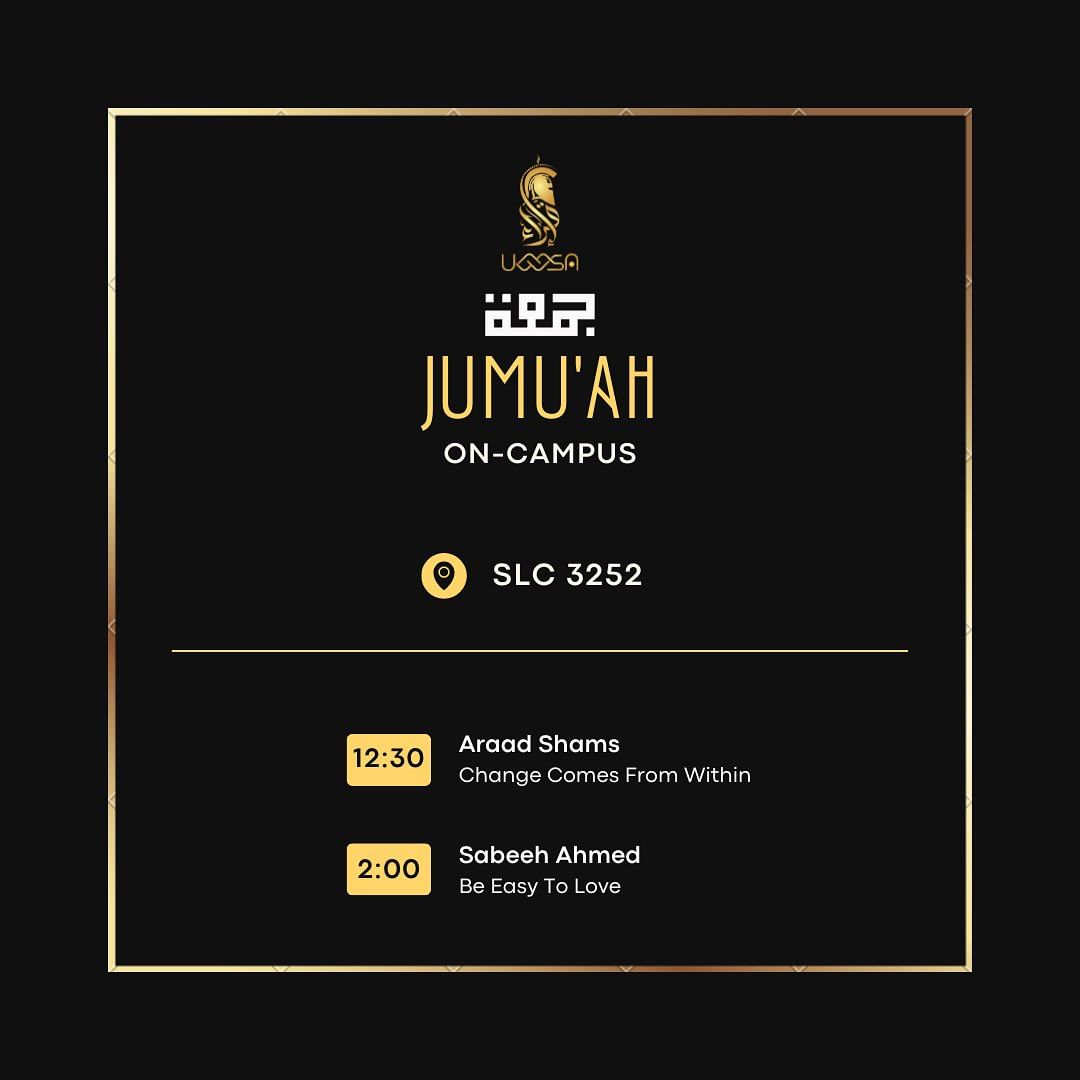 جمعة
JUMU'AH
ON-CAMPUS
SLC 3252
12:30
Araad Shams
Change Comes From Within
2:00
Sabeeh Ahmed
Be Easy To Love